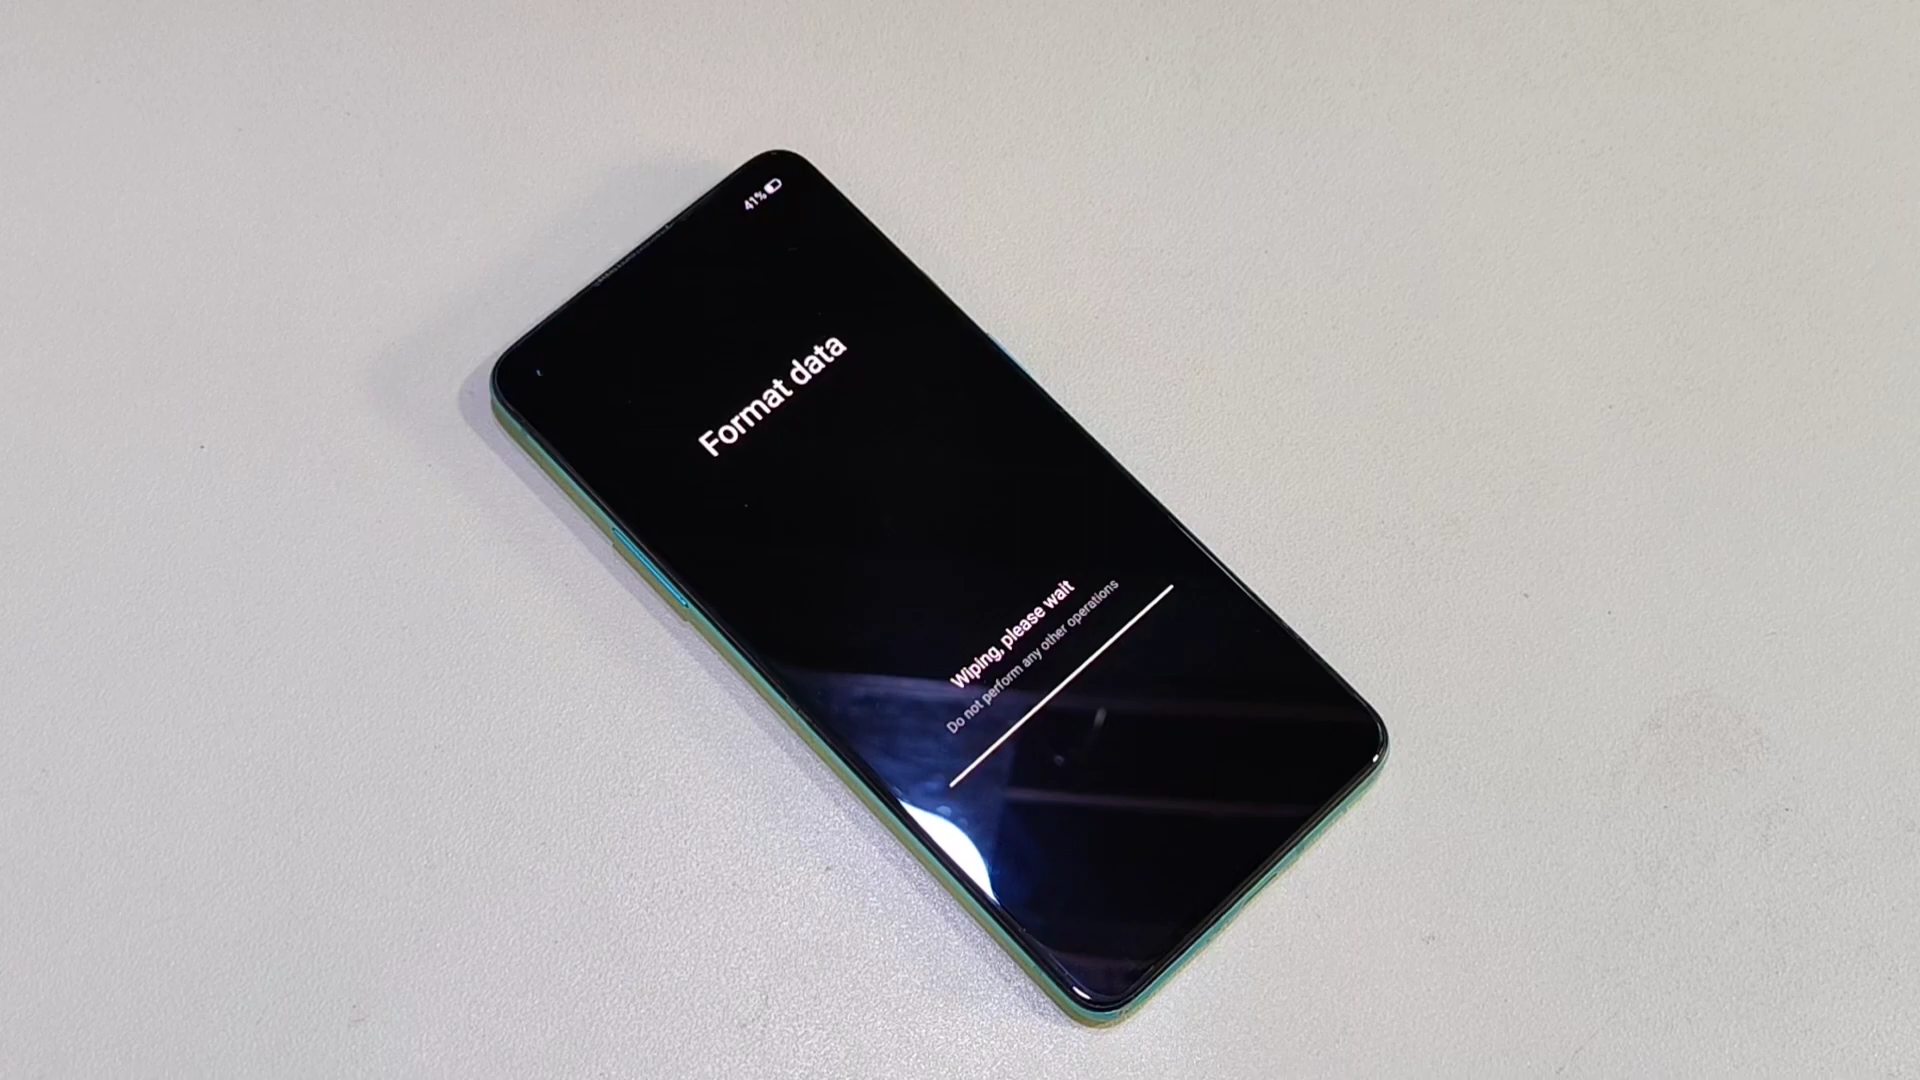 41%
Format data
Wiping, please wait
Do not perform any other operations